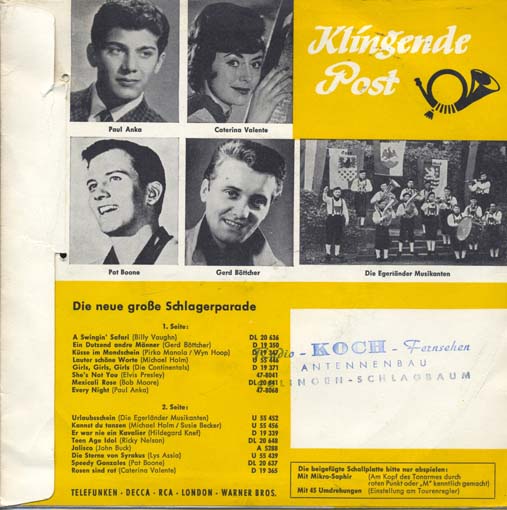 Klingende
Post
Paul Anka
Caterina Valente
Pat Boone
Gerd Böttcher
Die Egerländer Musikanten
Die neue große Schlagerparade
1. Seite:
A Swingin' Safari (Billy Vaughn) DL 20 636
Ein Dutzend andre Männer (Gerd Böttcher) D 19 350
Küsse im Mondschein (Pirko Manola / Wyn Hoop) D 19 347
Lauter schöne Worte (Michael Holm) U 55 446
Girls, Girls, Girls (Die Continentals) D 19 371
She's Not You (Elvis Presley) 47-8041
Mexicali Rose (Bob Moore) DL 20 641
Every Night (Paul Anka) 47-8068
2. Seite:
Urlaubsschein (Die Egerländer Musikanten) U 55 452
Kannst du tanzen (Michael Holm / Susie Becker) U 55 456
Er war nie ein Kavalier (Hildegard Knef) D 19 339
Teen Age Idol (Ricky Nelson) DL 20 648
Jalisco (John Buck) A 5288
Die Sterne von Syrakus (Lys Assia) U 55 439
Speedy Gonzales (Pat Boone) DL 20 637
Rosen sind rot (Caterina Valente) D 19 365
TELEFUNKEN · DECCA · RCA · LONDON · WARNER BROS.
KOCH - Fernsehen
ANTENNENBAU
-SCHLAGBAUM
Die beigefügte Schallplatte bitte nur abspielen:
Mit Mikro-Saphir (Am Kopf des Tonarmes durch
roten Punkt oder „M" kenntlich gemacht)
Mit 45 Umdrehungen (Einstellung am Tourenregler)